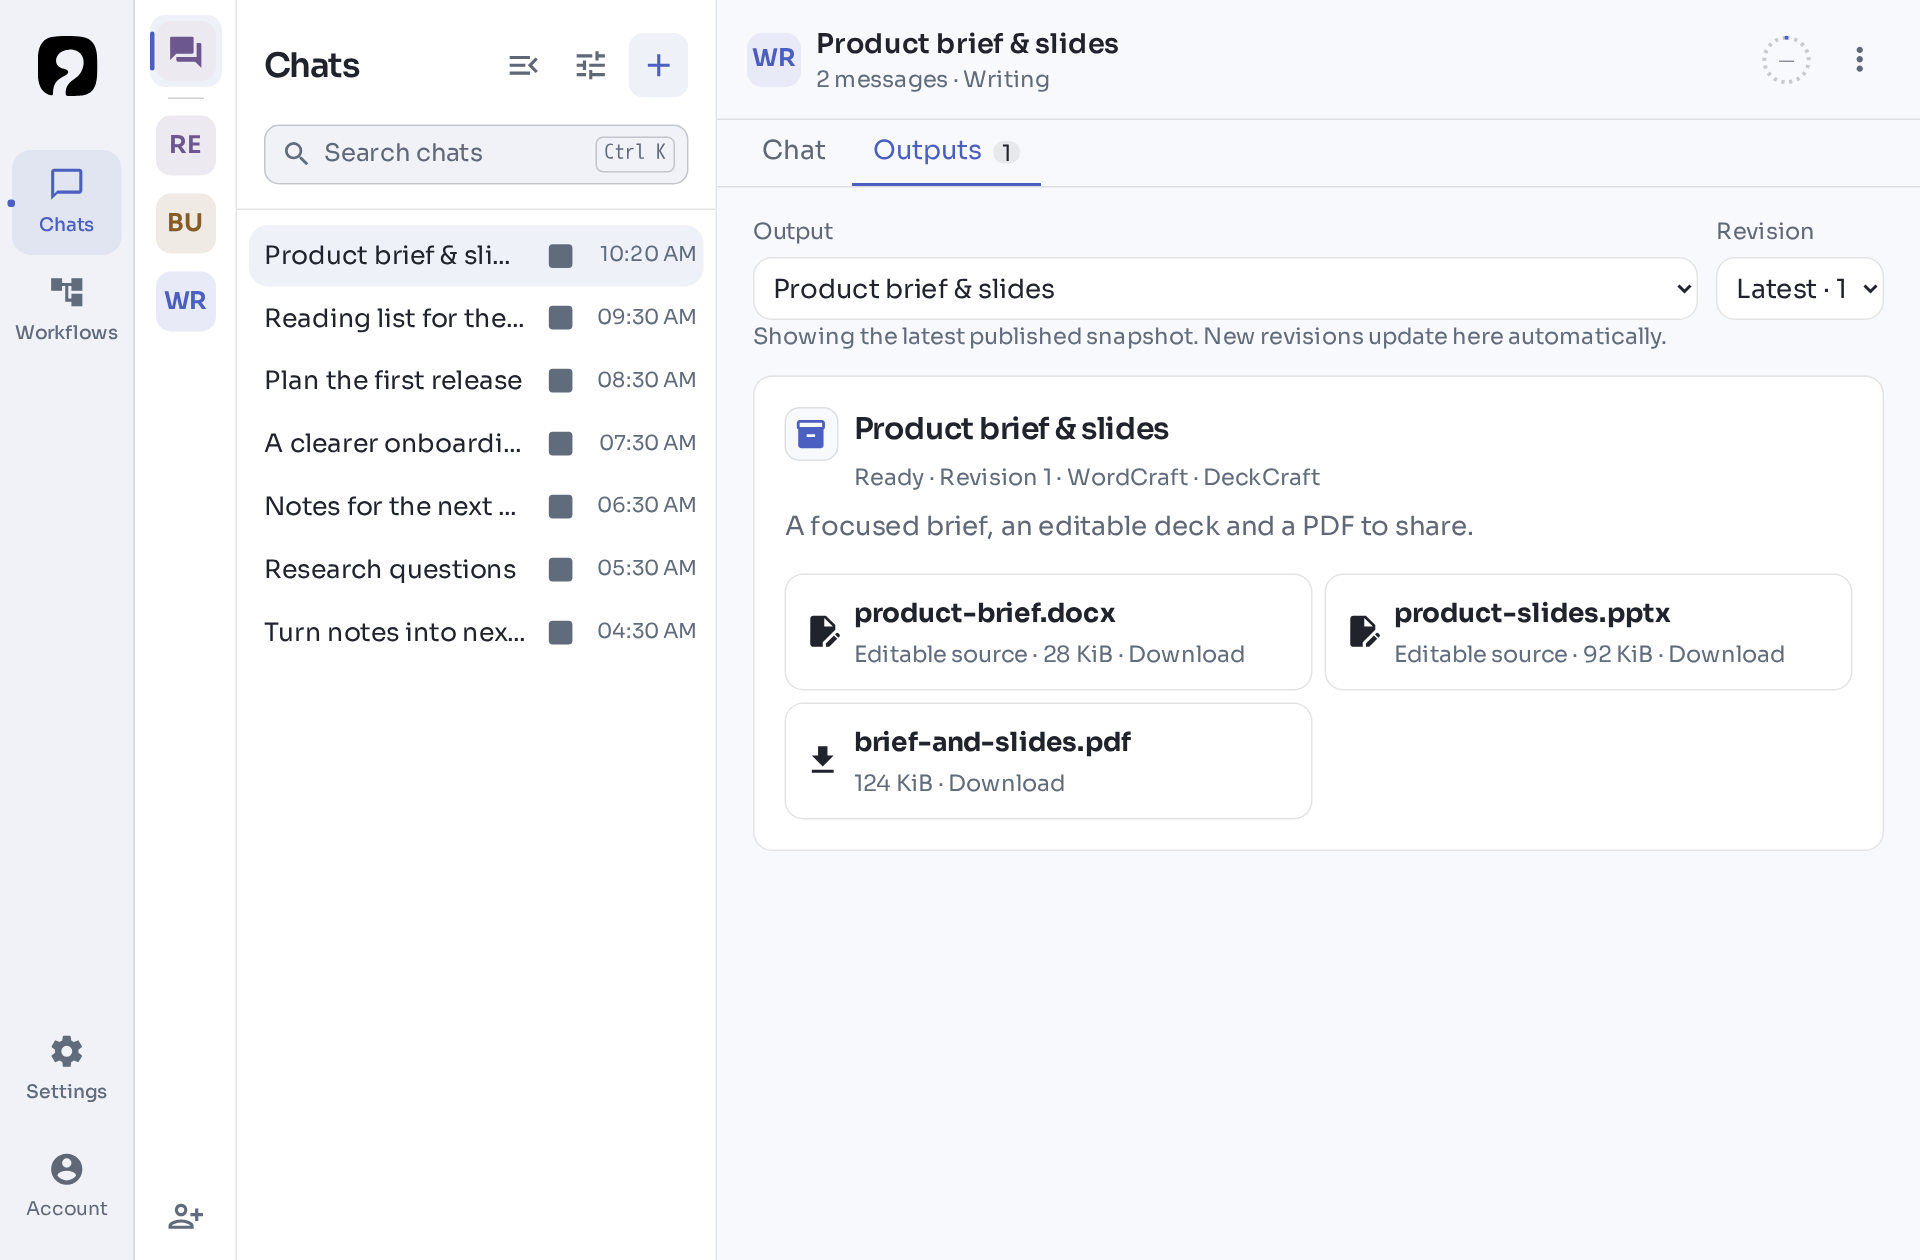 Chats
Workflows
Settings
Account
RE
BU
WR
Chats
Search chats
Ctrl K
Product brief & sli... 10:20 AM
Reading list for the... 09:30 AM
Plan the first release 08:30 AM
A clearer onboardi... 07:30 AM
Notes for the next ... 06:30 AM
Research questions 05:30 AM
Turn notes into nex... 04:30 AM
WR
Product brief & slides
2 messages · Writing
Chat
Outputs 1
Output
Product brief & slides
Revision
Latest · 1
Showing the latest published snapshot. New revisions update here automatically.
Product brief & slides
Ready · Revision 1 · WordCraft · DeckCraft
A focused brief, an editable deck and a PDF to share.
product-brief.docx
Editable source · 28 KiB · Download
product-slides.pptx
Editable source · 92 KiB · Download
brief-and-slides.pdf
124 KiB · Download